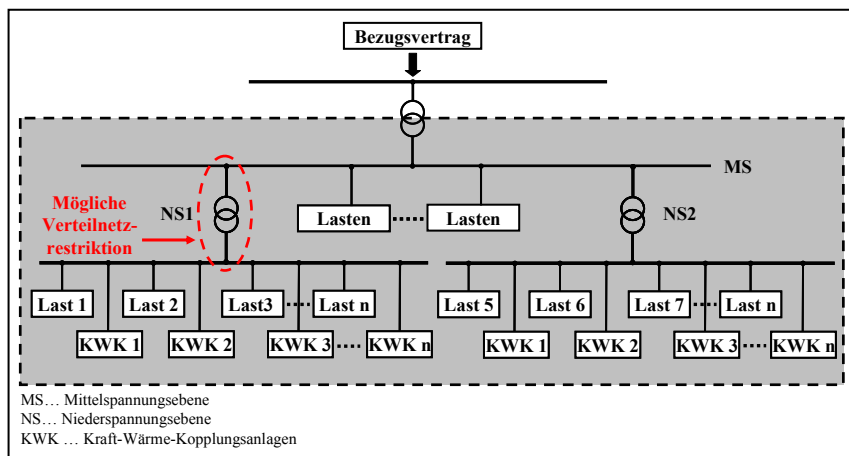 Bezugsvertrag
MS
Mögliche
Verteilnetz-
restriktion
NS1
Lasten
Lasten
NS2
Last 1
Last 2
Last3
Last n
Last 5
Last 6
Last 7
Last n
KWK 1
KWK 2
KWK 3
KWK n
KWK 1
KWK 2
KWK 3
KWK n
MS… Mittelspannungsebene
NS… Niederspannungsebene
KWK … Kraft-Wärme-Kopplungsanlagen